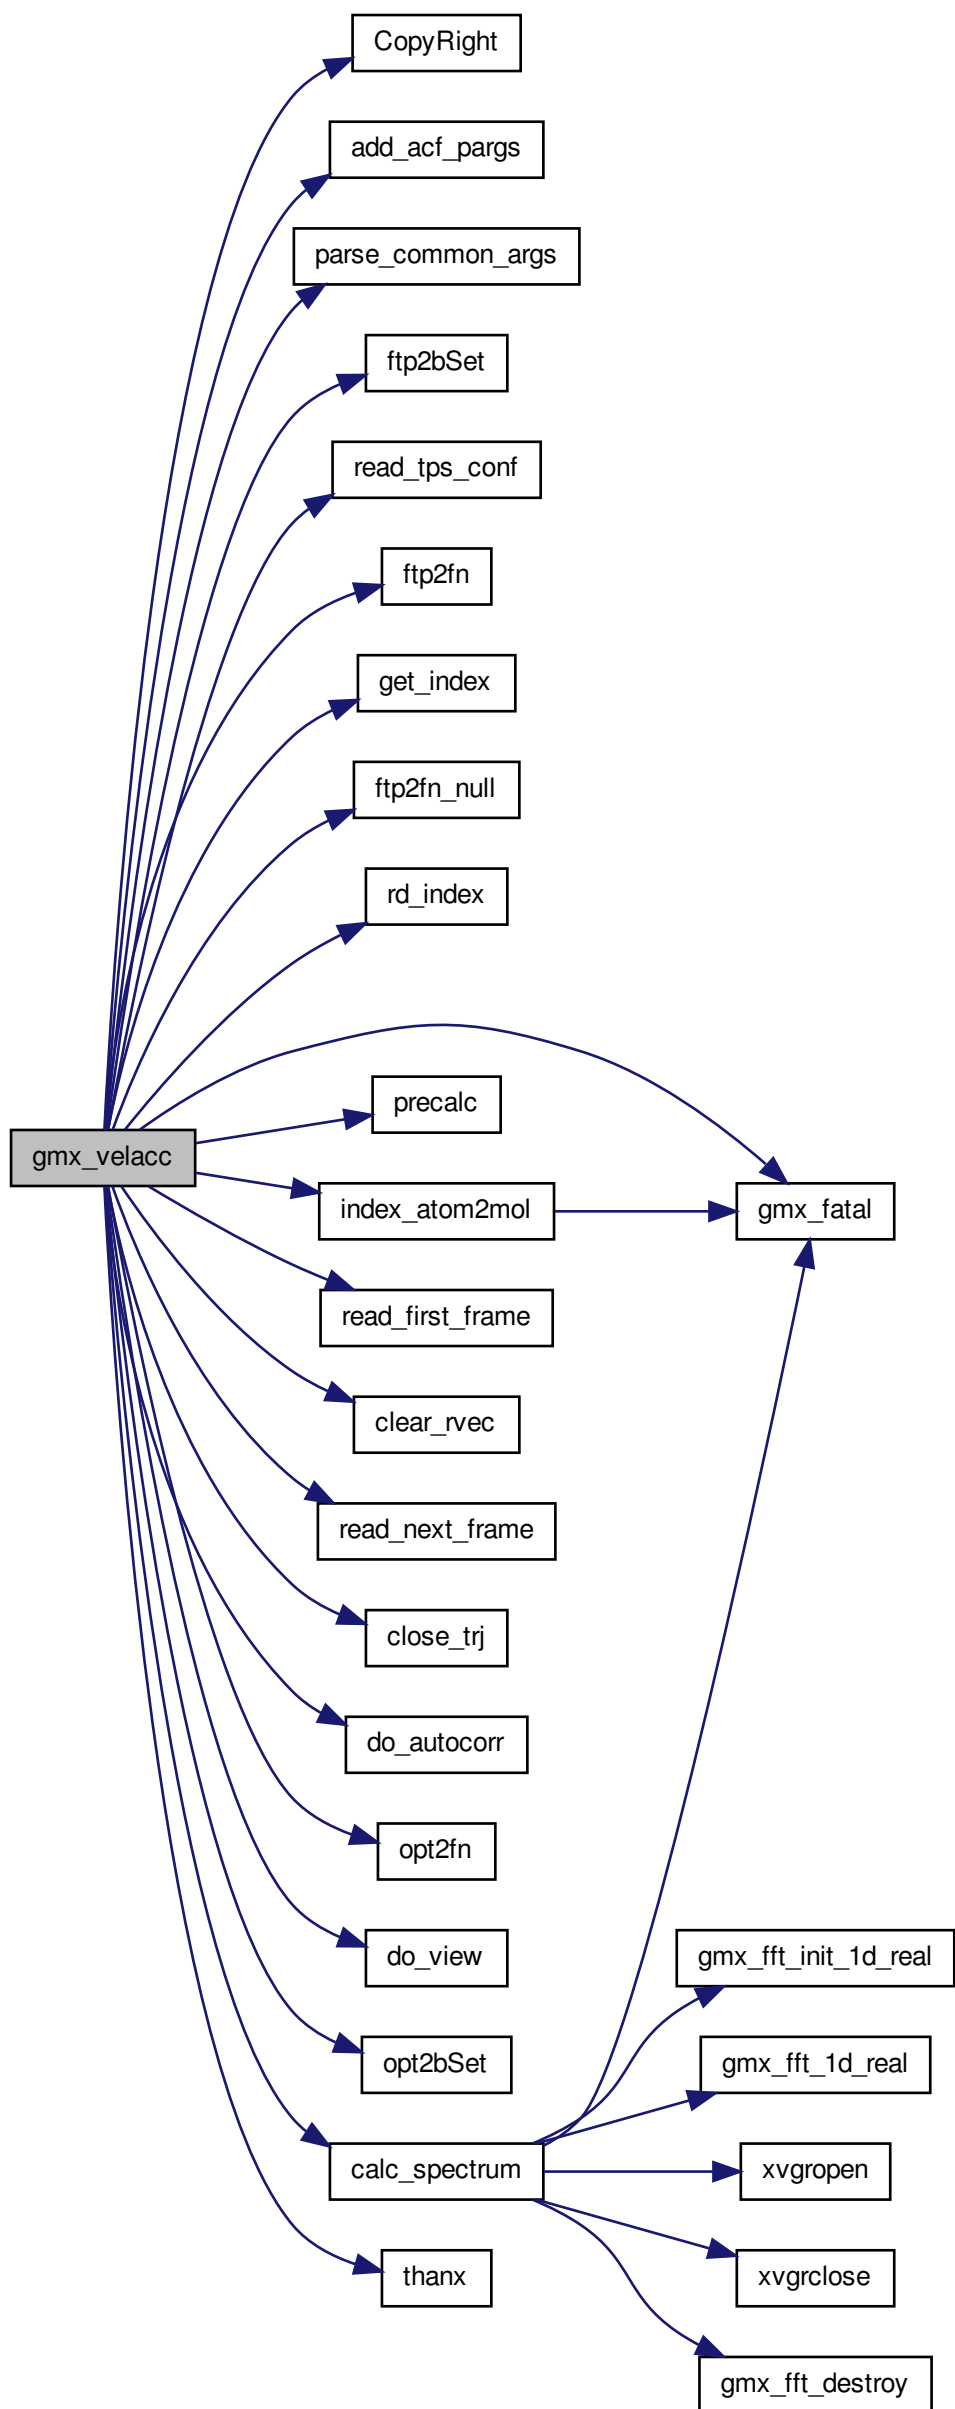 CopyRight
add_acf_pargs
parse_common_args
ftp2bSet
read_tps_conf
ftp2fn
get_index
ftp2fn_null
rd_index
precalc
gmx_velacc
index_atom2mol
gmx_fatal
read_first_frame
clear_rvec
read_next_frame
close_trj
do_autocorr
opt2fn
do_view
gmx_fft_init_1d_real
opt2bSet
gmx_fft_1d_real
calc_spectrum
xvgropen
thanx
xvgrclose
gmx_fft_destroy